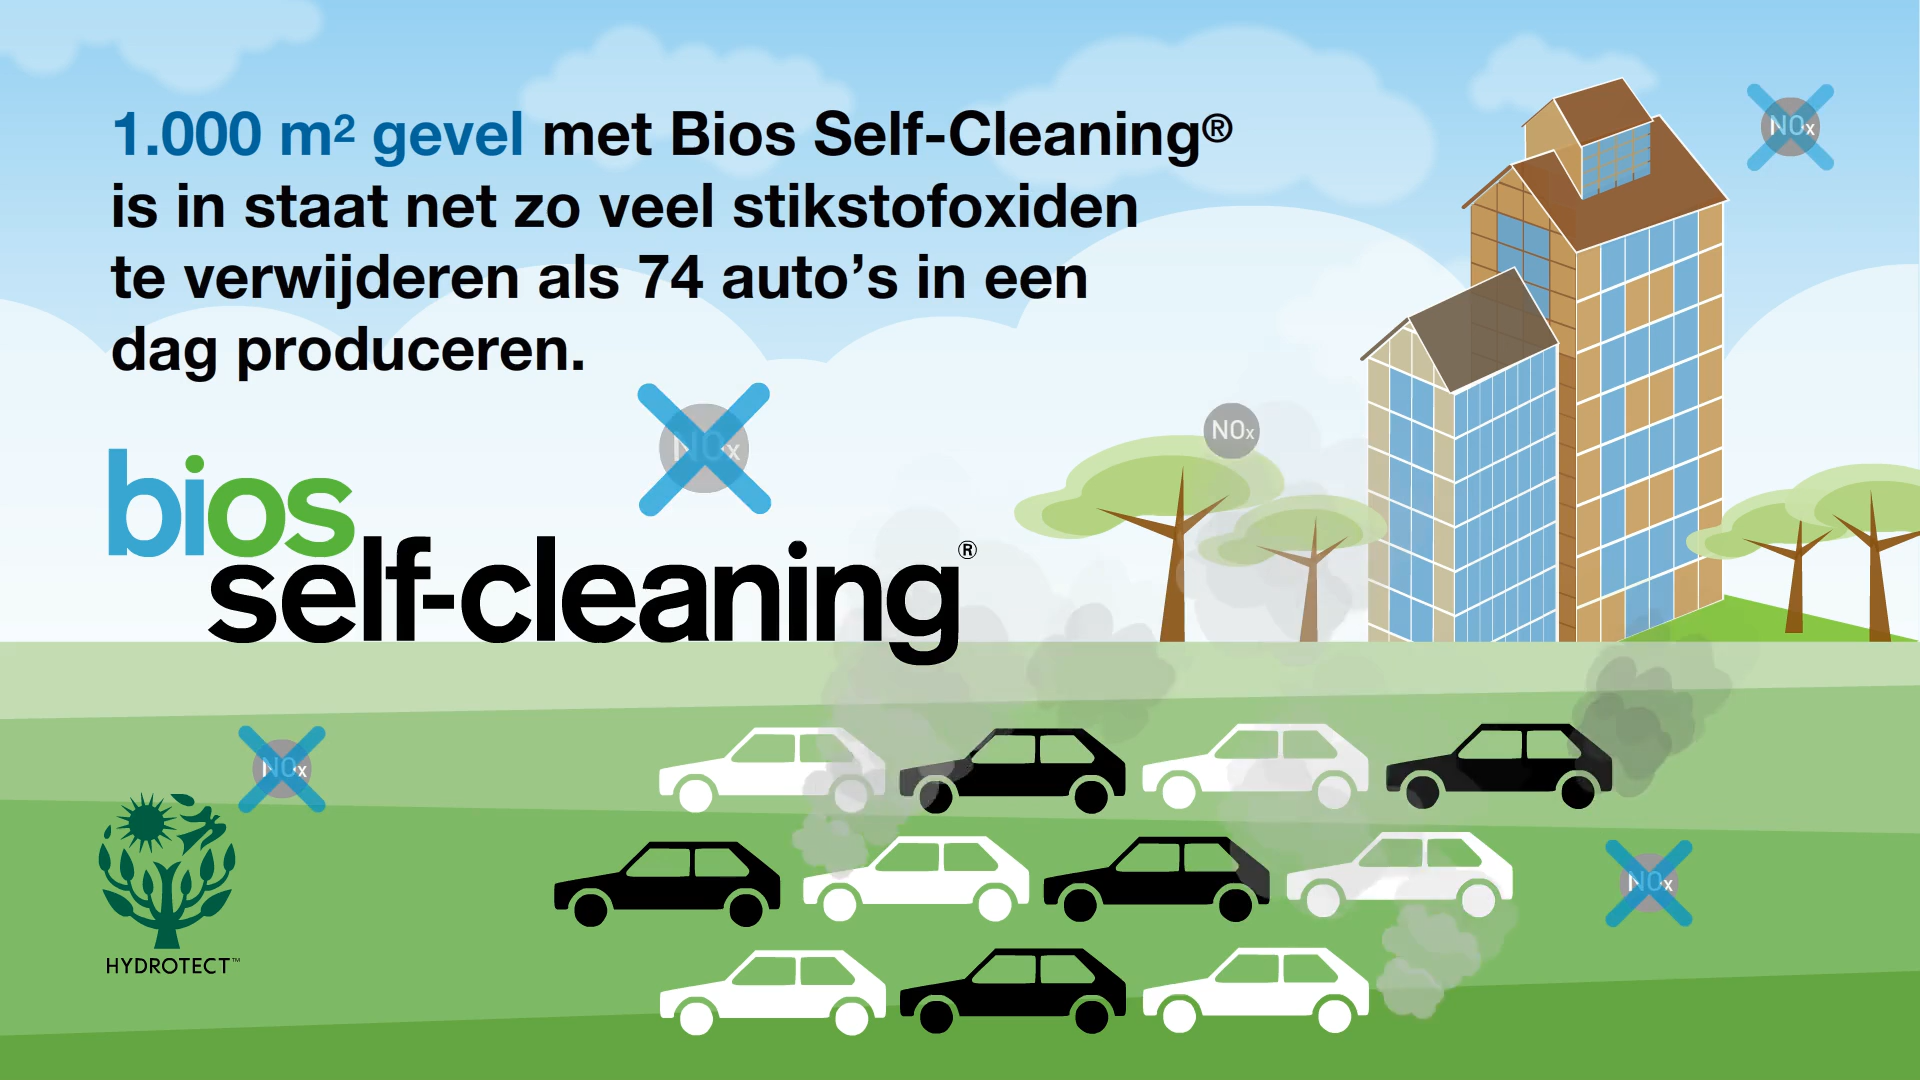 1.000 m² gevel met Bios Self-Cleaning®
is in staat net zo veel stikstofoxiden
te verwijderen als 74 auto’s in een
dag produceren.
NOx
NOx
NOx
bios
self-cleaning®
NOx
HYDROTECT™
NOx